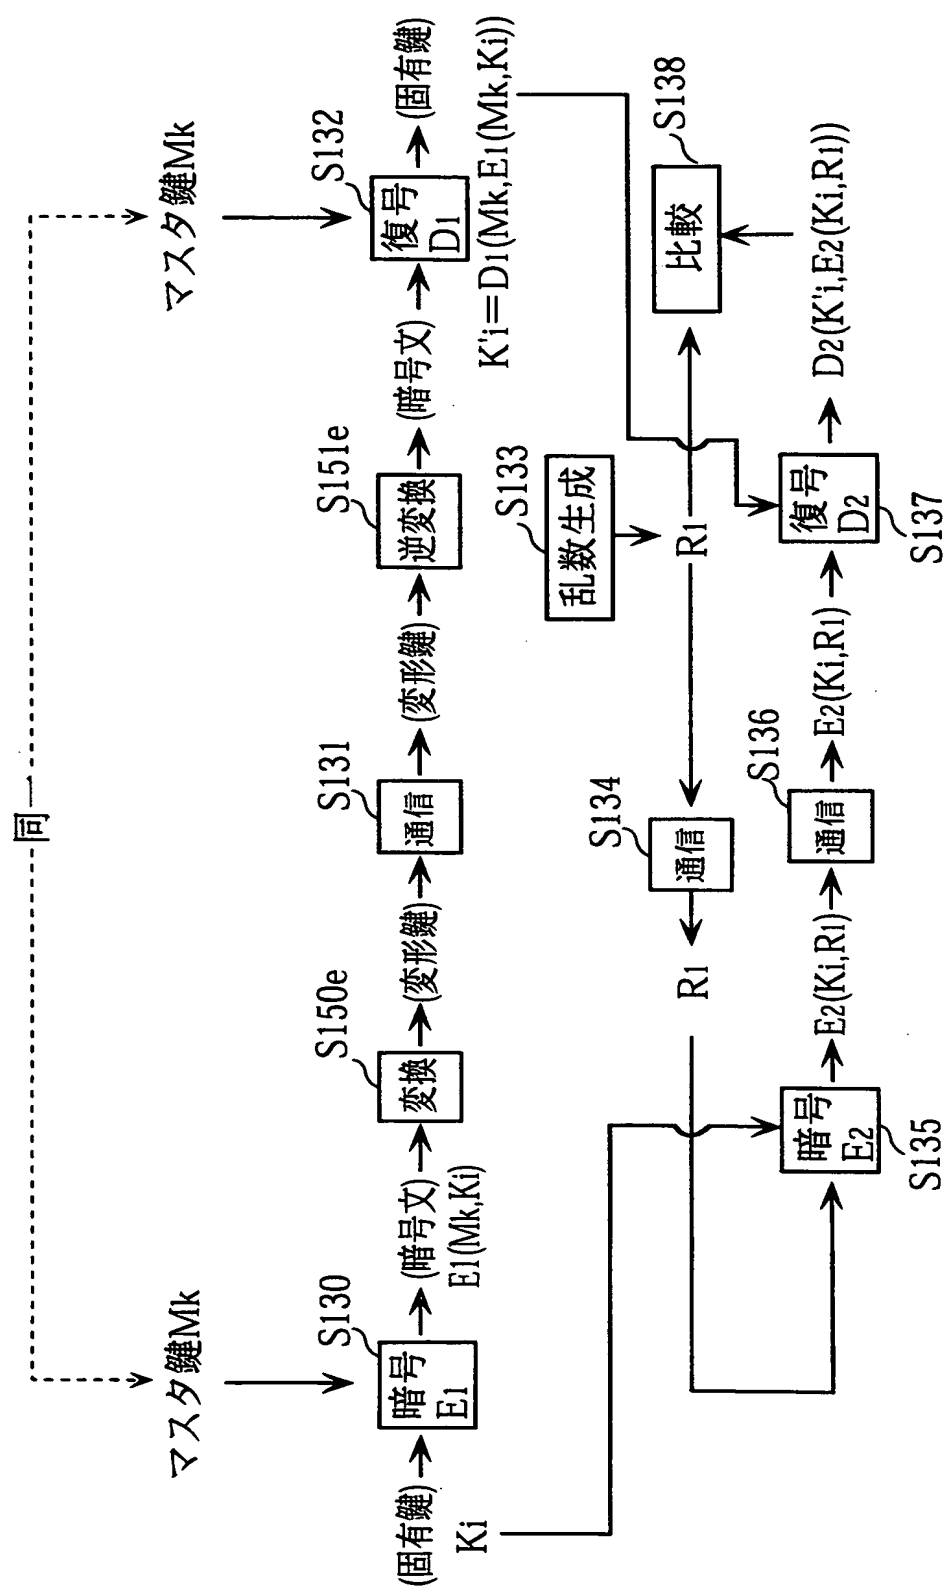 同
マスタ鍵Mk
マスタ鍵Mk
S130
S150e
S131
S151e
S132
(固有鍵)
暗号
E1
(暗号文)
変換
(変形鍵)
通信
(変形鍵)
逆変換
(暗号文)
復号
D1
(固有鍵)
Ki
E1(Mk,Ki)
K'i=D1(Mk,E1(Mk,Ki))
S133
乱数生成
S134
S138
R1
通信
R1
比較
S136
暗号
E2
E2(Ki,R1)
通信
E2(Ki,R1)
復号
D2
D2(K'i,E2(Ki,R1))
S135
S137